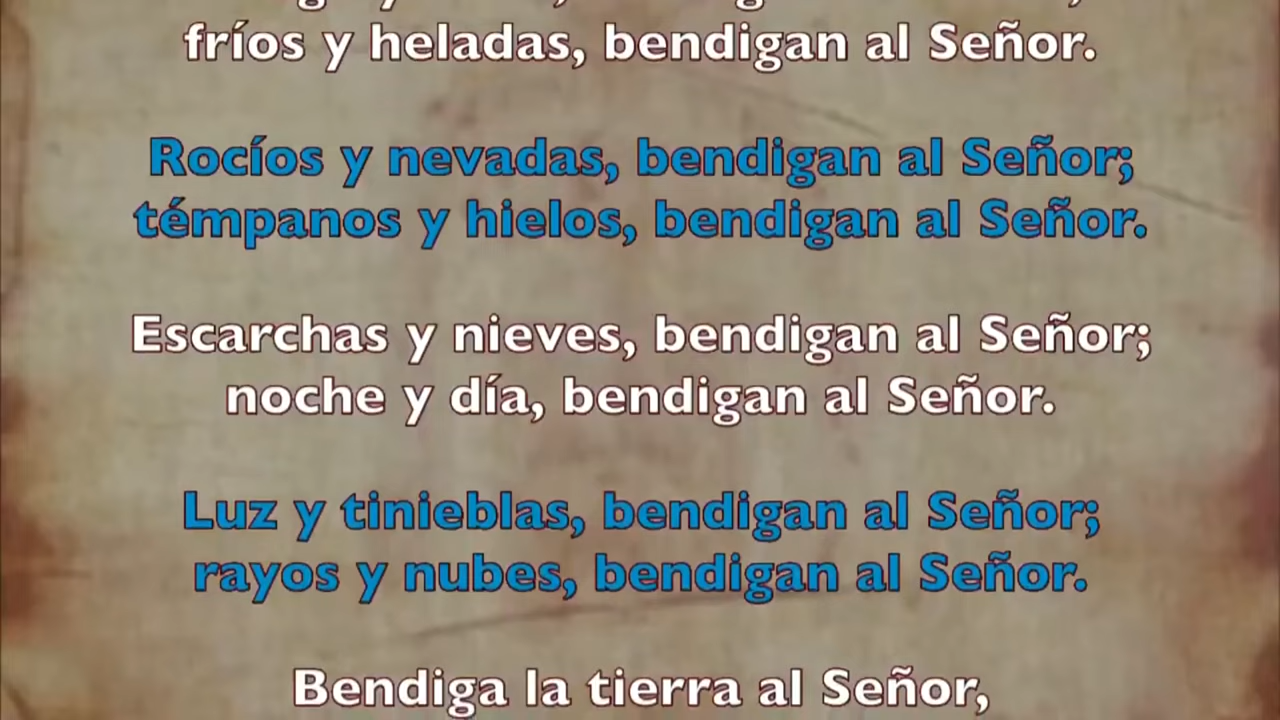 fríos y heladas, bendigan al Señor.
Rocíos y nevadas, bendigan al Señor;
témpanos y hielos, bendigan al Señor.
Escarchas y nieves, bendigan al Señor;
noche y día, bendigan al Señor.
Luz y tinieblas, bendigan al Señor;
rayos y nubes, bendigan al Señor.
Bendiga la tierra al Señor,